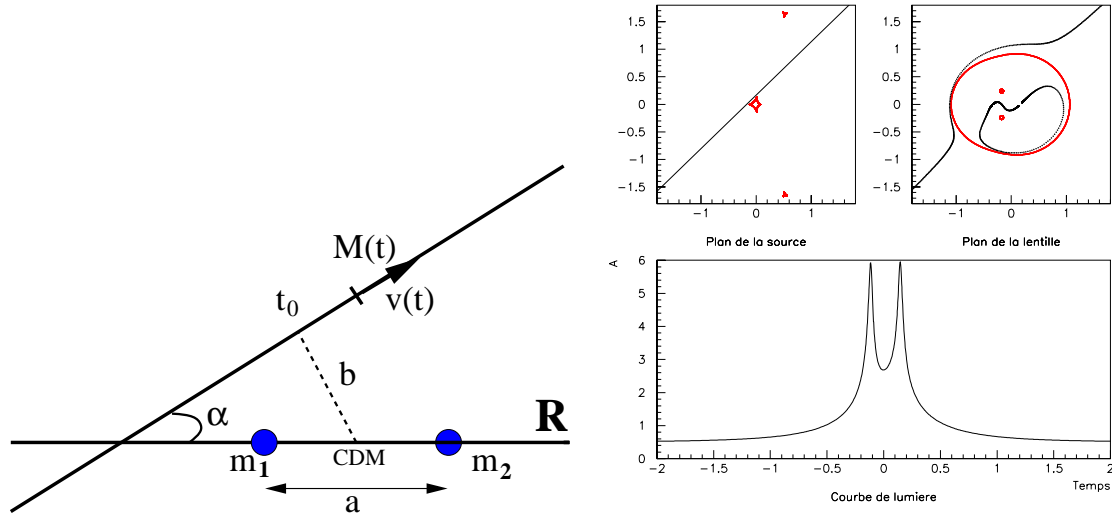 M(t)
t0
v(t)
b
α
R
m1
CDM
m2
a
1.5
1
0.5
0
−0.5
−1
−1.5
−1
0
1
Plan de la source
1.5
1
0.5
0
−0.5
−1
−1.5
−1
0
1
Plan de la lentille
A
6
5
4
3
2
1
0
−2
−1.5
−1
−0.5
0
0.5
1
1.5
2
Temps
Courbe de lumiere